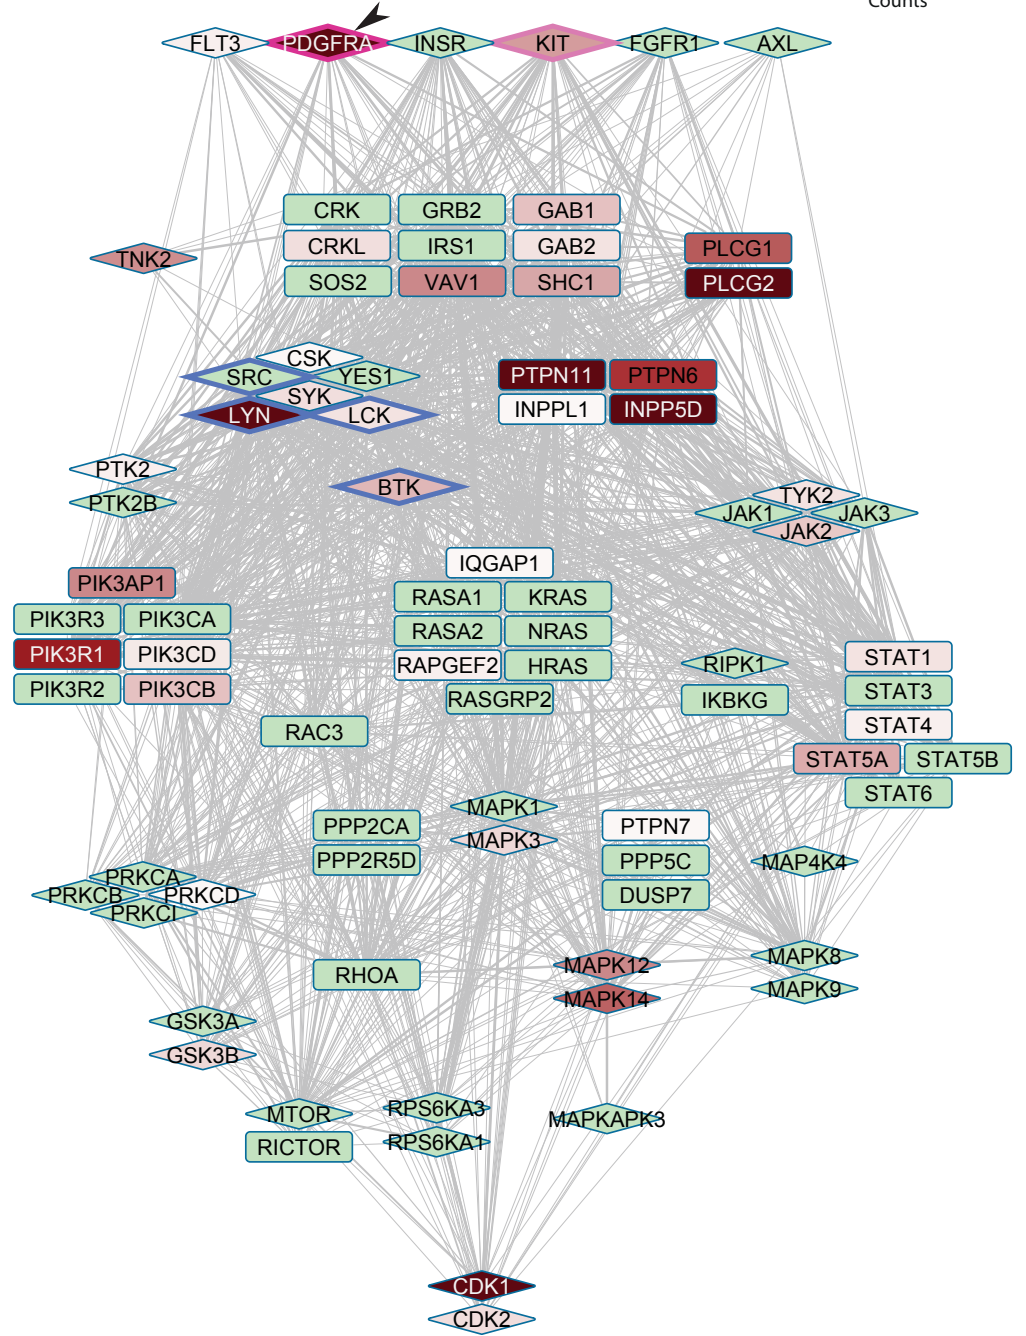 Counts
FLT3 PDGFRA INSR KIT FGFR1 AXL
CRK GRB2 GAB1
CRKL IRS1 GAB2
SOS2 VAV1 SHC1
TNK2
PLCG1
PLCG2
CSK
SRC YES1
SYK
LYN LCK
PTPN11 PTPN6
INPPL1 INPP5D
PTK2
PTK2B
BTK
TYK2
JAK1 JAK3
JAK2
PIK3AP1
PIK3R3 PIK3CA
PIK3R1 PIK3CD
PIK3R2 PIK3CB
IQGAP1
RASA1 KRAS
RASA2 NRAS
RAPGEF2 HRAS
RASGRP2
RIPK1
IKBKG
STAT1
STAT3
STAT4
STAT5A STAT5B
STAT6
RAC3
MAPK1
MAPK3
PPP2CA
PPP2R5D
PTPN7
PPP5C
DUSP7
MAP4K4
PRKCA
PRKCB PRKCD
PRKCI
RHOA
MAPK12
MAPK14
MAPK8
MAPK9
GSK3A
GSK3B
MTOR
RICTOR
RPS6KA3
RPS6KA1
MAPKAPK3
CDK1
CDK2